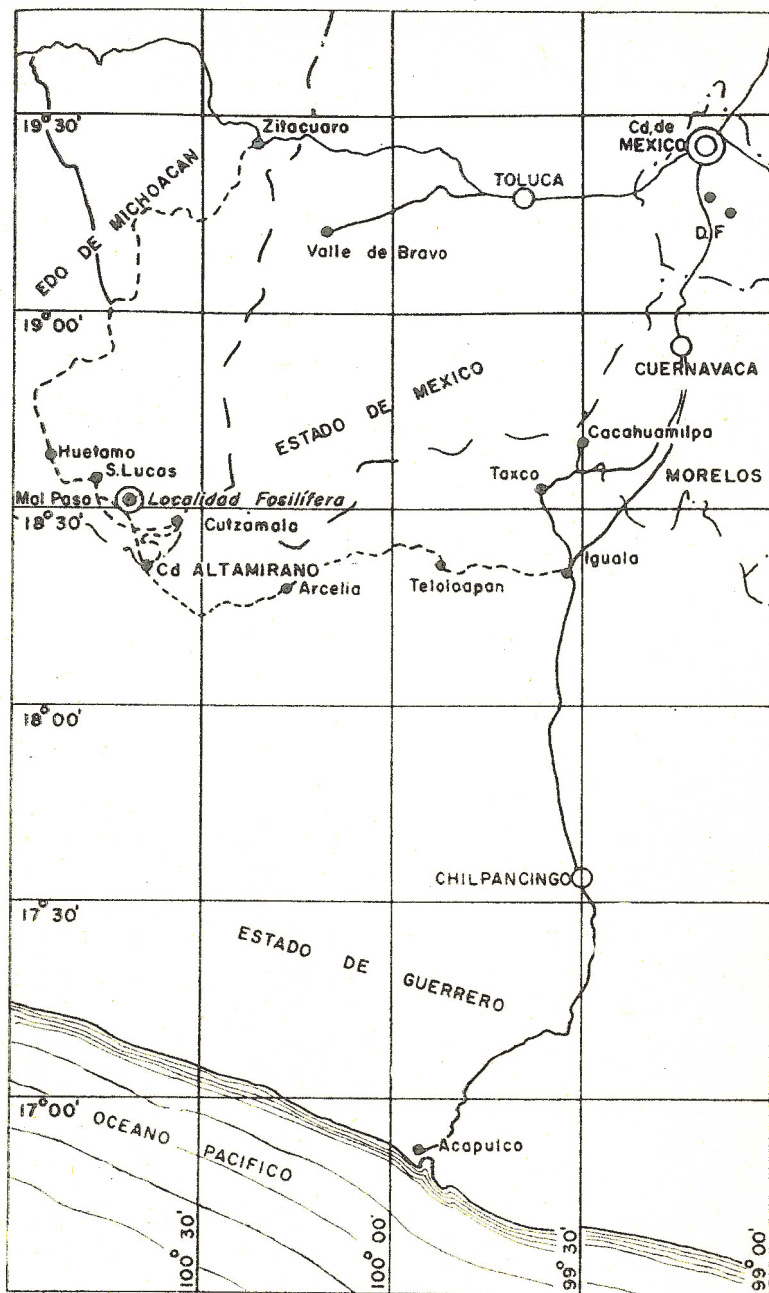 19° 30'
Zitacuaro
Cd, de
MEXICO
TOLUCA
D.F
EDO DE MICHOACAN
Valle de Bravo
19° 00'
CUERNAVACA
ESTADO DE MEXICO
Cacahuamilpa
Huetamo
S. Lucas
Taxco
MORELOS
Mal Paso
Localidad Fosilífera
18° 30'
Cutzamala
Cd ALTAMIRANO
Iguala
Arcelia
Teloloapan
18° 00'
CHILPANCINGO
17° 30'
ESTADO DE GUERRERO
17° 00'
OCEANO PACIFICO
Acapulco
100° 30'
100° 00'
99° 30'
99° 00'